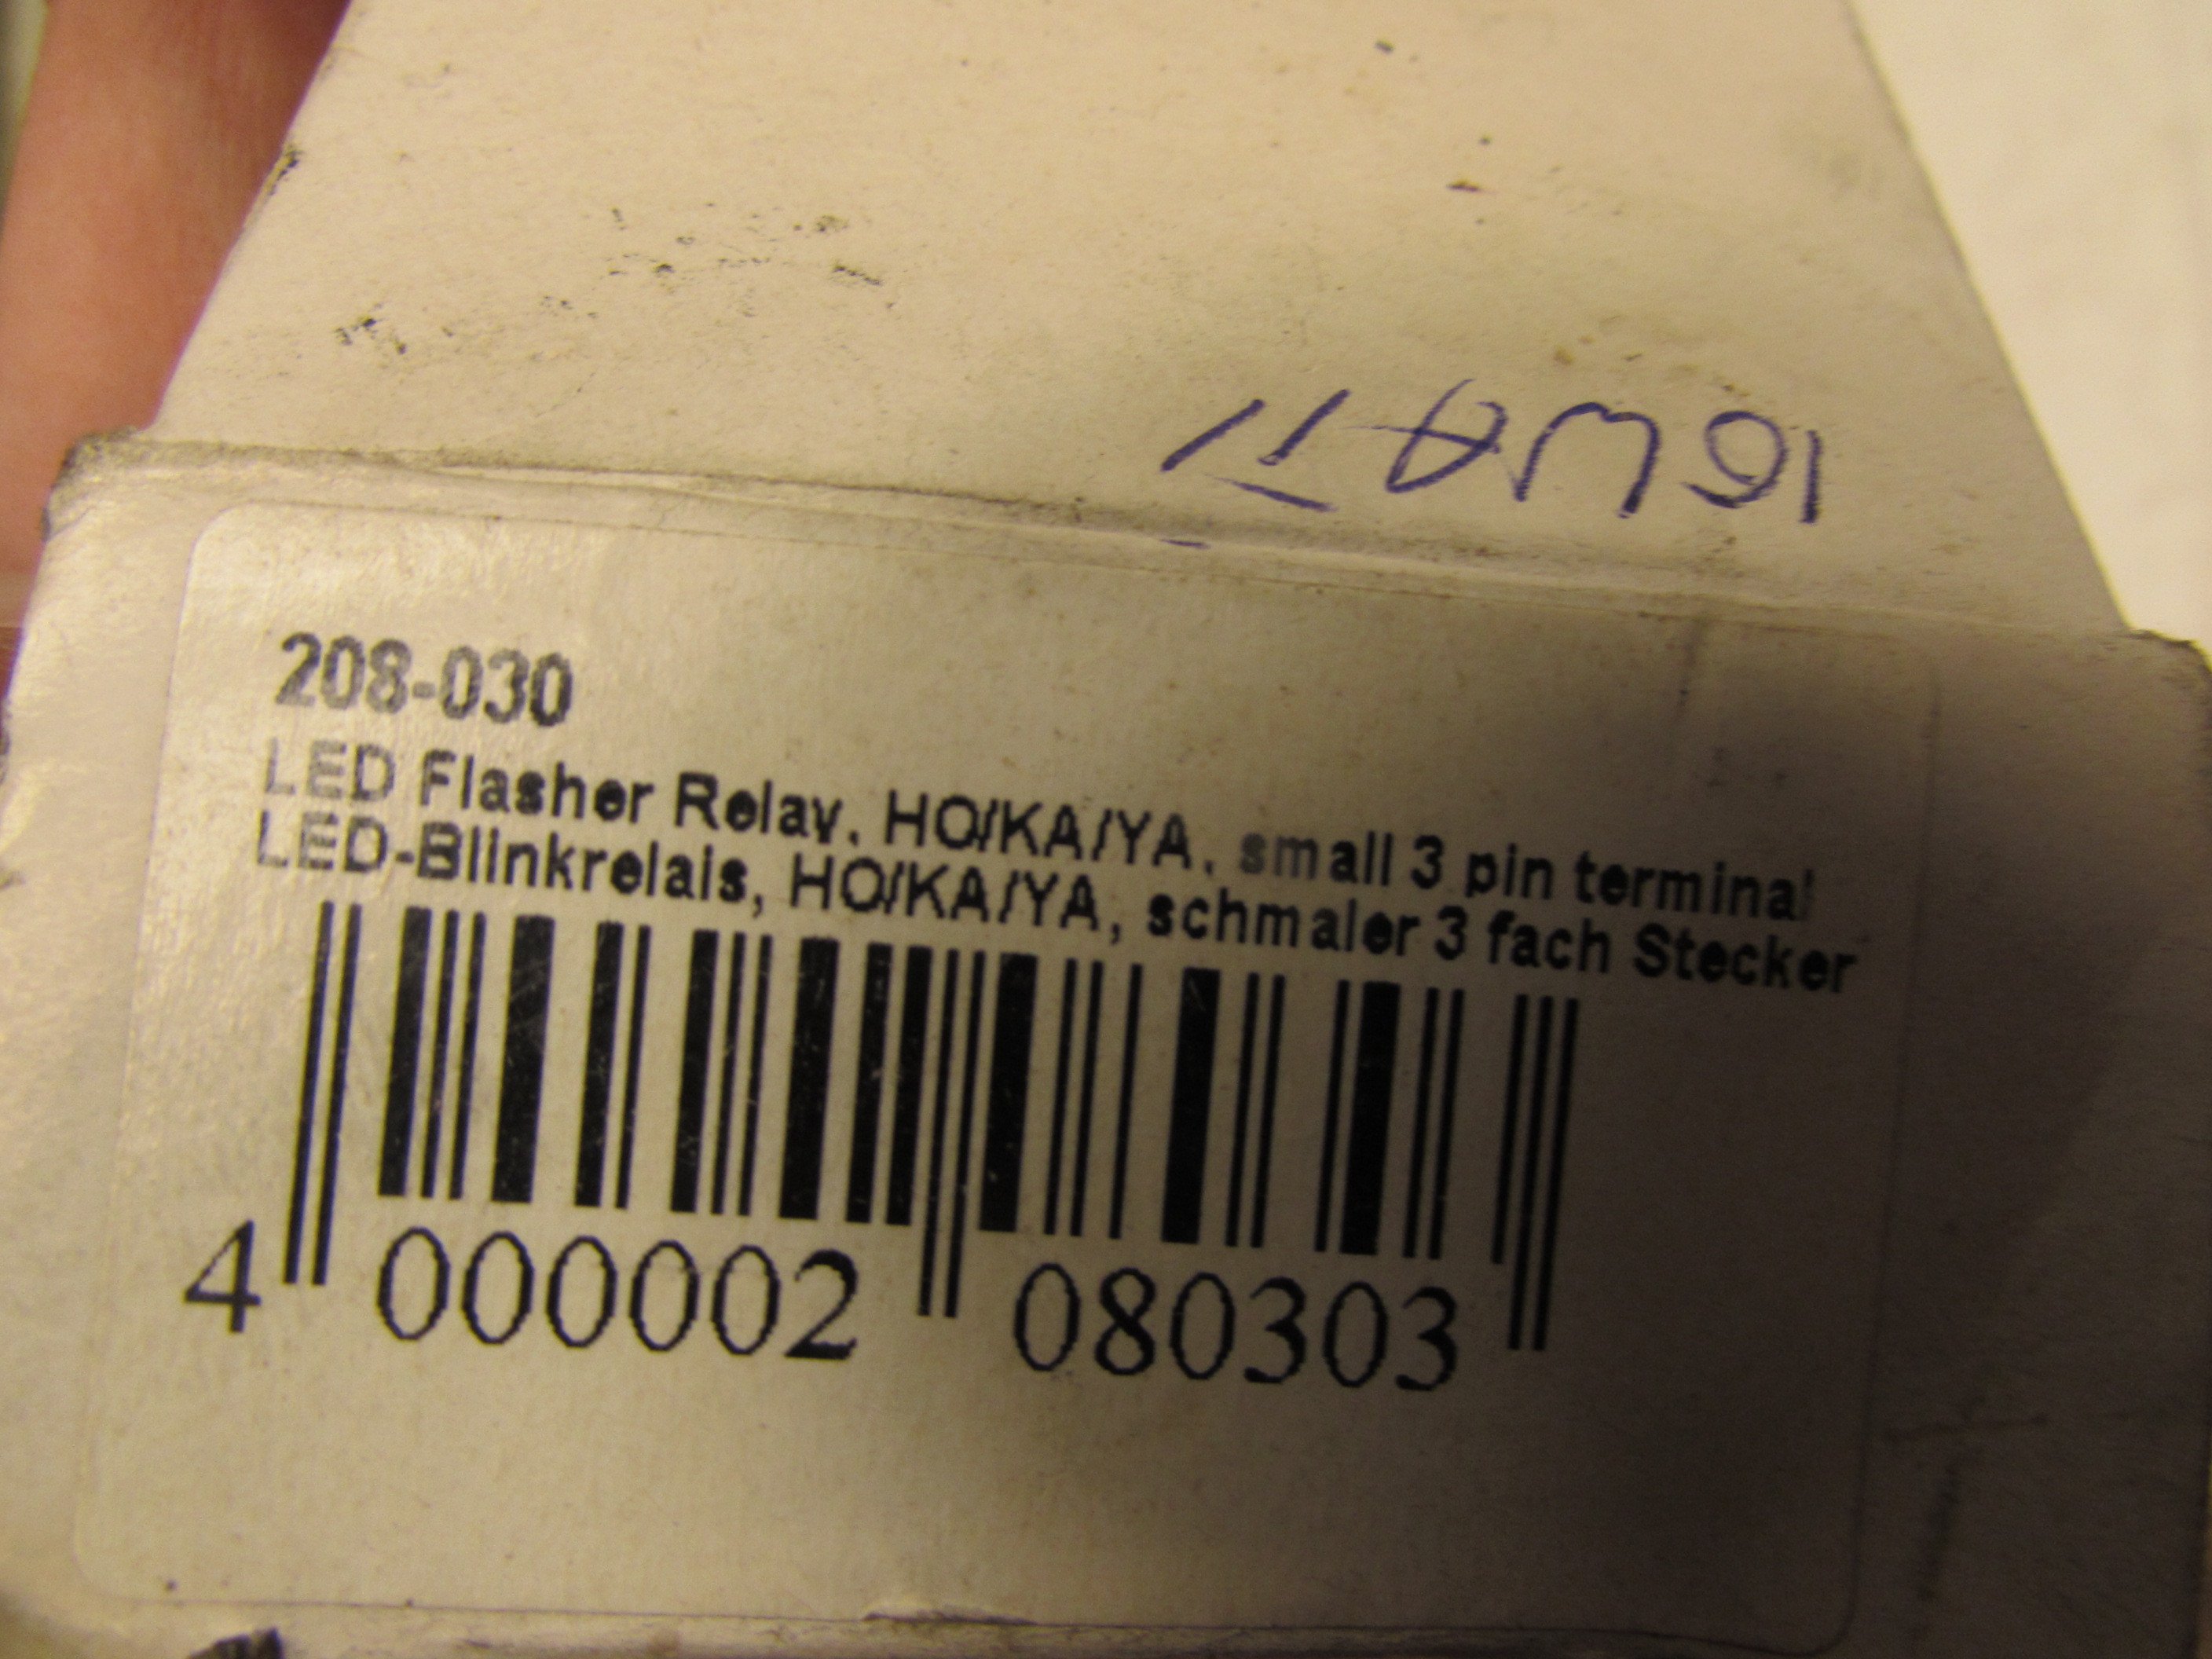 16WATT
208-030
LED Flasher Relay, HO/KA/YA, small 3 pin terminal
LED-Blinkrelais, HO/KA/YA, schmaler 3 fach Stecker
4 000002 080303